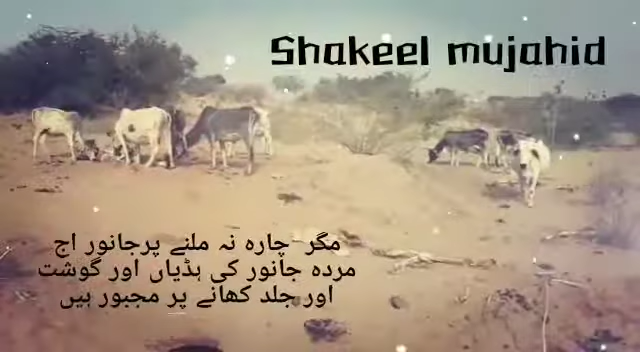 Shakeel mujahid
مگر چارہ نہ ملنے پرجانور اج
مردہ جانور کی ہڈیاں اور گوشت
اور جلد کھانے پر مجبور ہیں